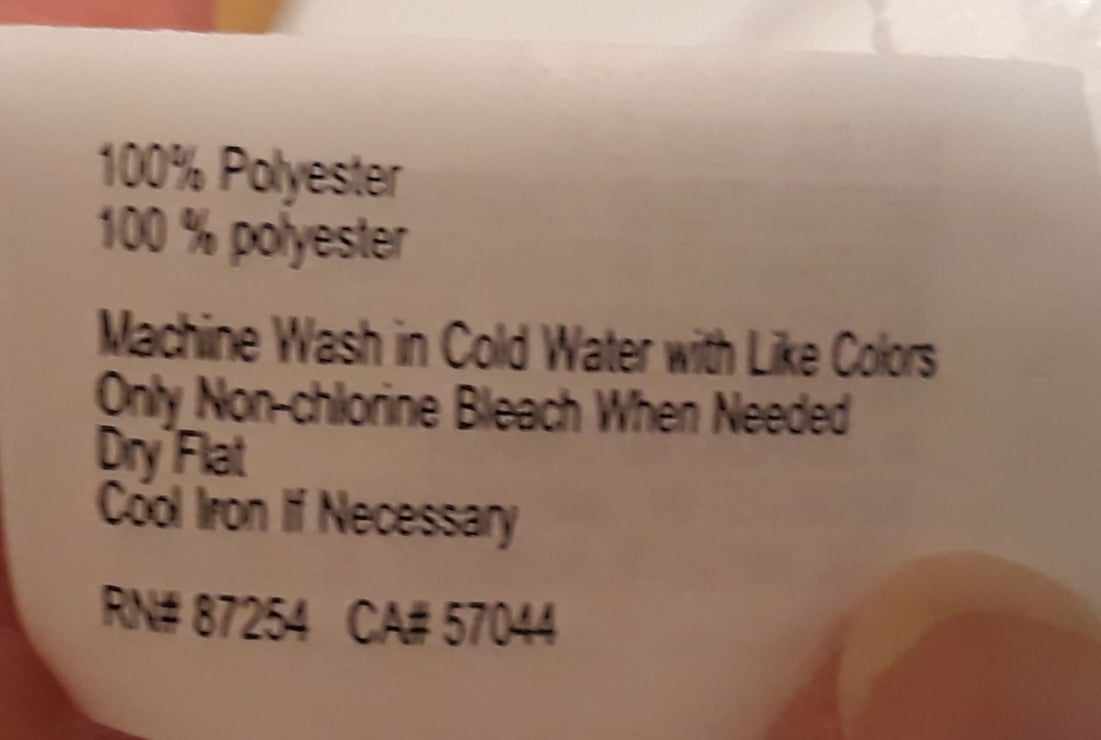 100% Polyester
100 % polyester
Machine Wash in Cold Water with Like Colors
Only Non-chlorine Bleach When Needed
Dry Flat
Cool Iron If Necessary
RN# 87254 CA# 57044